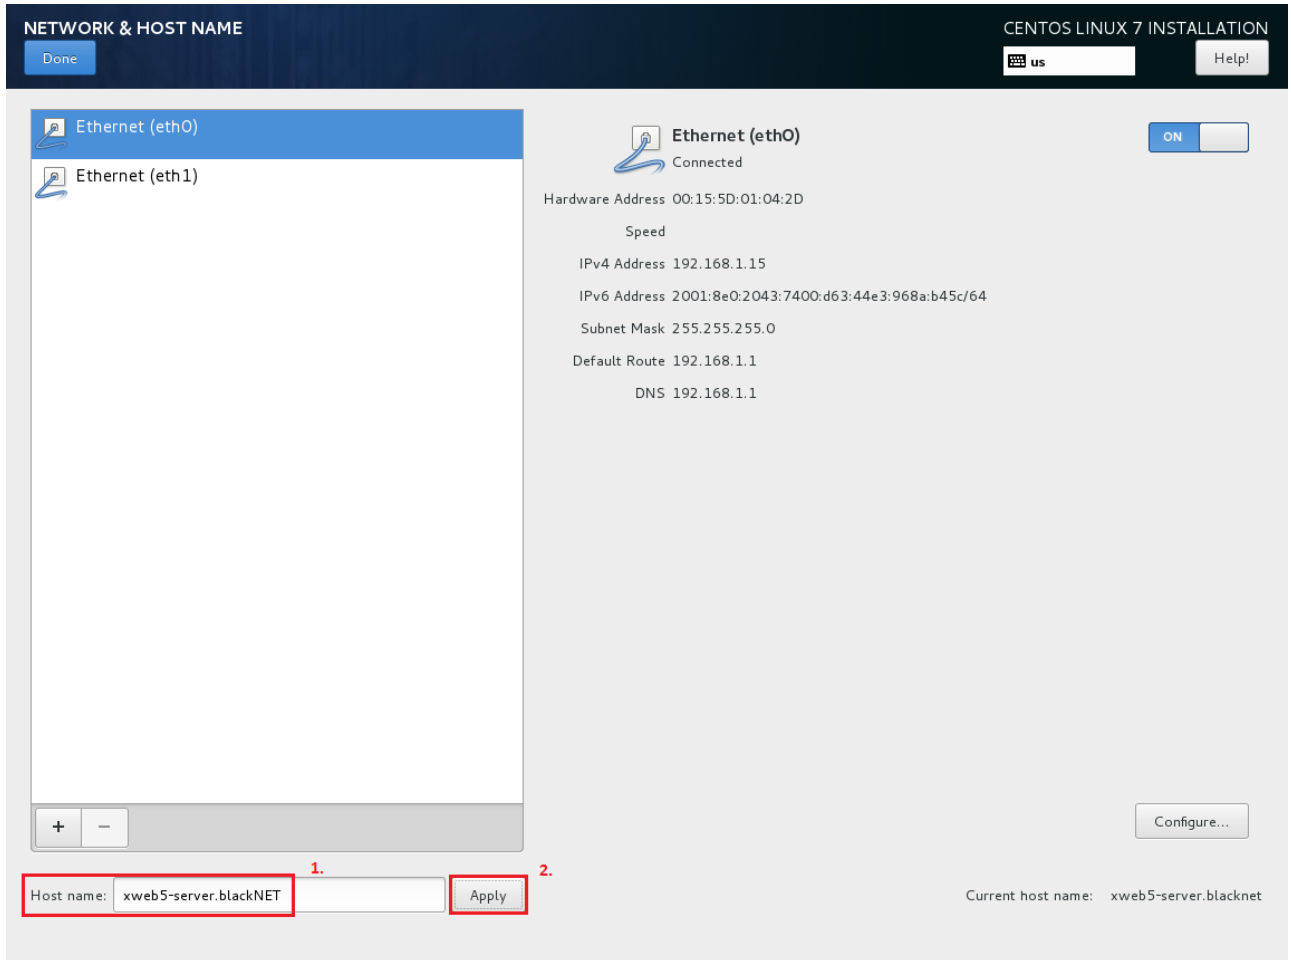 NETWORK & HOST NAME
CENTOS LINUX 7 INSTALLATION
Done
us
Help!
Ethernet (eth0)
Ethernet (eth1)
Ethernet (eth0)
Connected
ON
Hardware Address 00:15:5D:01:04:2D
Speed
IPv4 Address 192.168.1.15
IPv6 Address 2001:8e0:2043:7400:d63:44e3:968a:b45c/64
Subnet Mask 255.255.255.0
Default Route 192.168.1.1
DNS 192.168.1.1
+ −
Configure...
1.
2.
Host name: xweb5-server.blackNET
Apply
Current host name: xweb5-server.blacknet